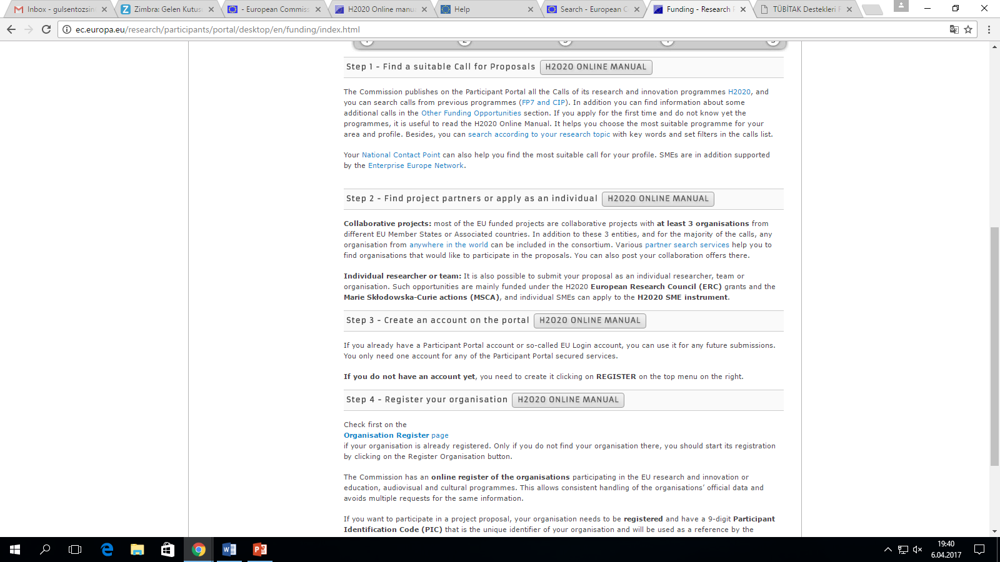 Inbox - gulsentozsin
Zimbra: Gelen Kutusu
- European Commiss
H2020 Online manu
Help
Search - European C
Funding - Research
TÜBİTAK Destekleri
ec.europa.eu/research/participants/portal/desktop/en/funding/index.html
1 2 3 4 5
Step 1 - Find a suitable Call for Proposals H2020 ONLINE MANUAL
The Commission publishes on the Participant Portal all the Calls of its research and innovation programmes H2020, and
you can search calls from previous programmes (FP7 and CIP). In addition you can find information about some
additional calls in the Other Funding Opportunities section. If you apply for the first time and do not know yet the
programmes, it is useful to read the H2020 Online Manual. It helps you choose the most suitable programme for your
area and profile. Besides, you can search according to your research topic with key words and set filters in the calls list.
Your National Contact Point can also help you find the most suitable call for your profile. SMEs are in addition supported
by the Enterprise Europe Network.
Step 2 - Find project partners or apply as an individual H2020 ONLINE MANUAL
Collaborative projects: most of the EU funded projects are collaborative projects with at least 3 organisations from
different EU Member States or Associated countries. In addition to these 3 entities, and for the majority of the calls, any
organisation from anywhere in the world can be included in the consortium. Various partner search services help you to
find organisations that would like to participate in the proposals. You can also post your collaboration offers there.
Individual researcher or team: It is also possible to submit your proposal as an individual researcher, team or
organisation. Such opportunities are mainly funded under the H2020 European Research Council (ERC) grants and the
Marie Skłodowska-Curie actions (MSCA), and individual SMEs can apply to the H2020 SME instrument.
Step 3 - Create an account on the portal H2020 ONLINE MANUAL
If you already have a Participant Portal account or so-called EU Login account, you can use it for any future submissions.
You only need one account for any of the Participant Portal secured services.
If you do not have an account yet, you need to create it clicking on REGISTER on the top menu on the right.
Step 4 - Register your organisation H2020 ONLINE MANUAL
Check first on the
Organisation Register page
if your organisation is already registered. Only if you do not find your organisation there, you should start its registration
by clicking on the Register Organisation button.
The Commission has an online register of the organisations participating in the EU research and innovation or
education, audiovisual and cultural programmes. This allows consistent handling of the organisations’ official data and
avoids multiple requests for the same information.
If you want to participate in a project proposal, your organisation needs to be registered and have a 9-digit Participant
Identification Code (PIC) that is the unique identifier of your organisation and will be used as a reference by the
19:40
6.04.2017